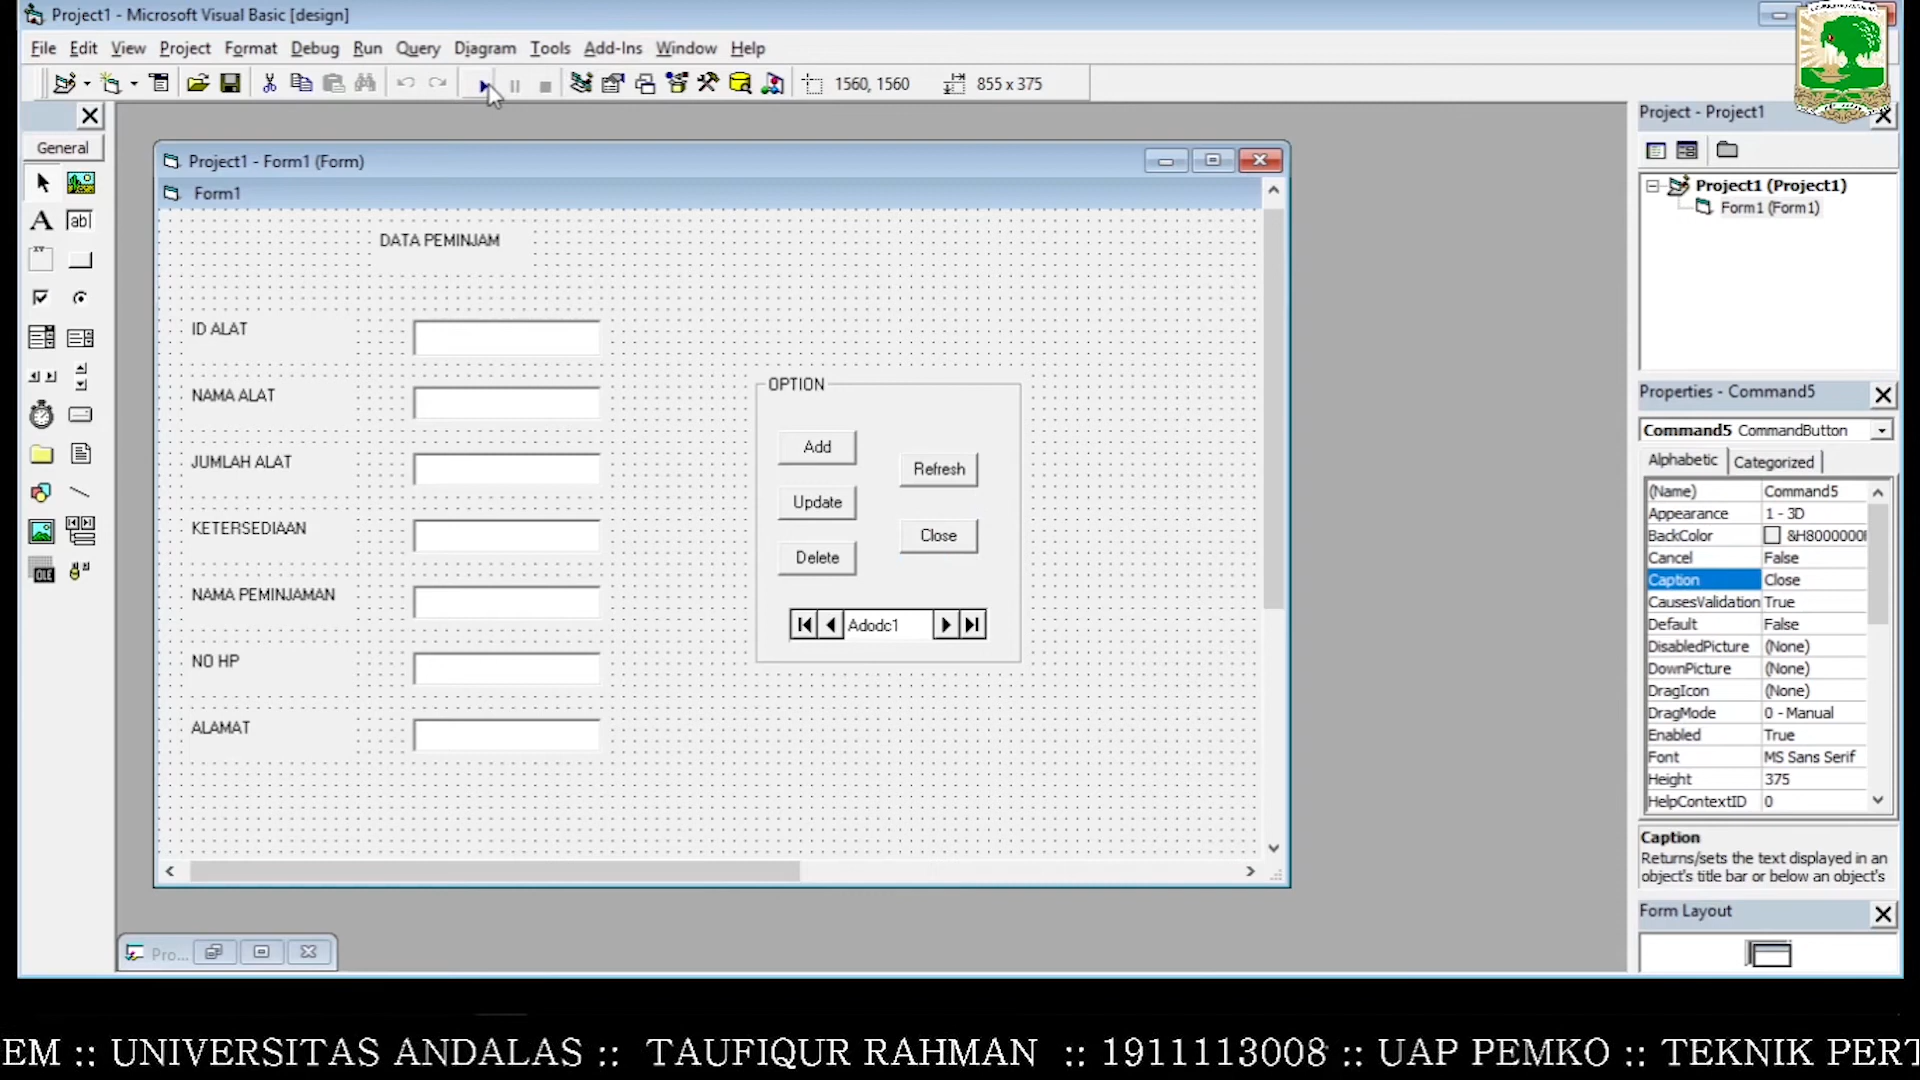 Project1 - Microsoft Visual Basic [design]
File Edit View Project Format Debug Run Query Diagram Tools Add-Ins Window Help
1560, 1560 855 x 375
General
Project1 - Form1 (Form)
Form1
DATA PEMINJAM
ID ALAT
NAMA ALAT
JUMLAH ALAT
KETERSEDIAAN
NAMA PEMINJAMAN
NO HP
ALAMAT
OPTION
Add
Update
Delete
Refresh
Close
Adodc1
A
ab|
OLE
Project - Project1
Project1 (Project1)
Form1 (Form1)
Properties - Command5
Command5 CommandButton
Alphabetic Categorized
(Name) Command5
Appearance 1 - 3D
BackColor &H8000000
Cancel False
Caption Close
CausesValidation True
Default False
DisabledPicture (None)
DownPicture (None)
DragIcon (None)
DragMode 0 - Manual
Enabled True
Font MS Sans Serif
Height 375
HelpContextID 0
Caption
Returns/sets the text displayed in an
object's title bar or below an object's
Form Layout
Pro...
EM :: UNIVERSITAS ANDALAS :: TAUFIQUR RAHMAN :: 1911113008 :: UAP PEMKO :: TEKNIK PERT